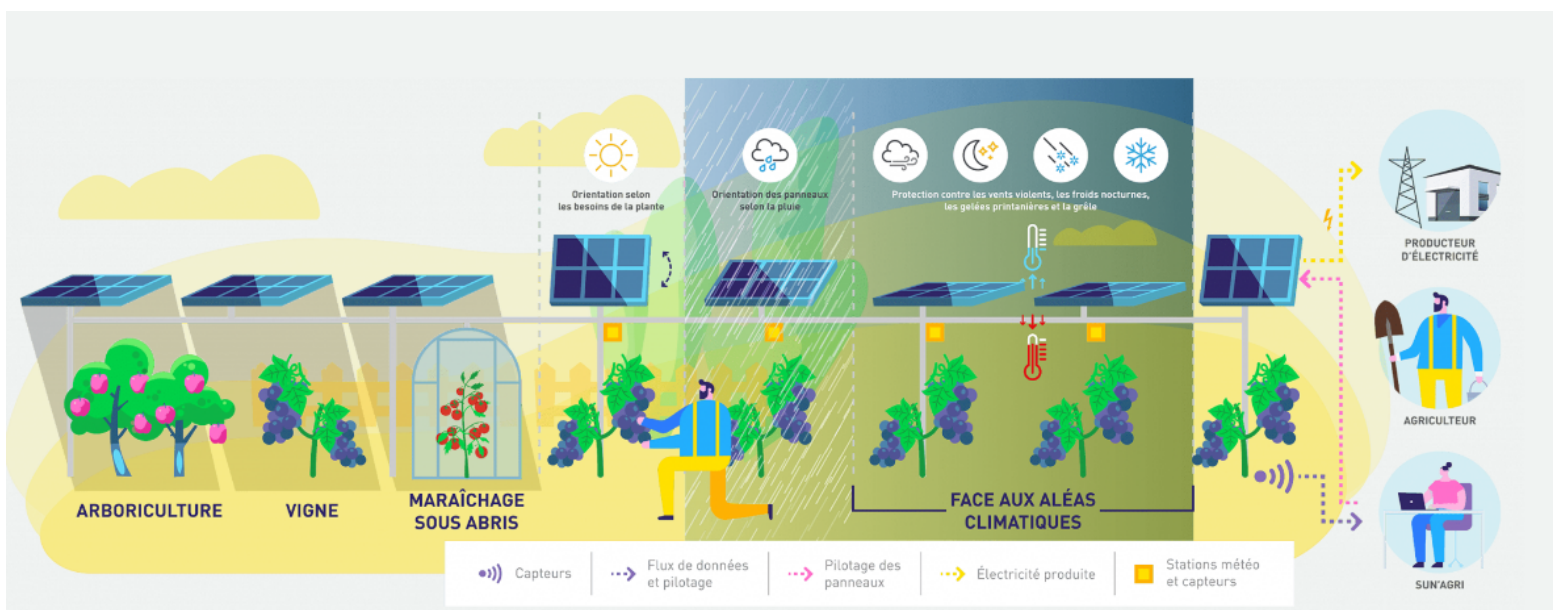 Orientation selon
les besoins de la plante
Orientation des panneaux
selon la pluie
Protection contre les vents violents, les froids nocturnes,
les gelées printanières et la grêle
PRODUCTEUR
D'ÉLECTRICITÉ
AGRICULTEUR
SUN'AGRI
ARBORICULTURE
VIGNE
MARAÎCHAGE
SOUS ABRIS
FACE AUX ALÉAS
CLIMATIQUES
Capteurs
Flux de données
et pilotage
Pilotage des
panneaux
Électricité produite
Stations météo
et capteurs